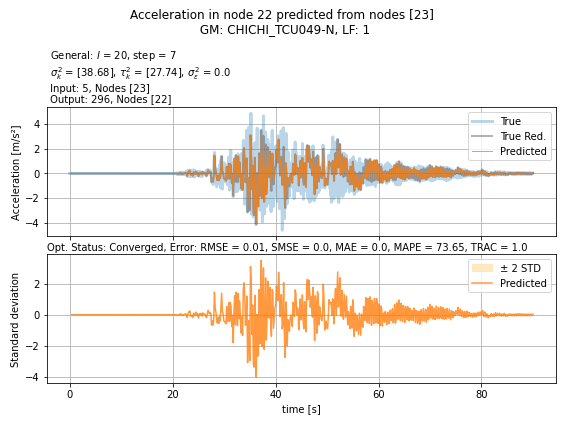 Acceleration in node 22 predicted from nodes [23]
GM: CHICHI_TCU049-N, LF: 1
General: l = 20, step = 7
σ²ₖ = [38.68], τ²ₖ = [27.74], σ²ε = 0.0
Input: 5, Nodes [23]
Output: 296, Nodes [22]
Acceleration [m/s²]
4
2
0
−2
−4
True
True Red.
Predicted
Opt. Status: Converged, Error: RMSE = 0.01, SMSE = 0.0, MAE = 0.0, MAPE = 73.65, TRAC = 1.0
Standard deviation
2
0
−2
−4
± 2 STD
Predicted
0
20
40
60
80
time [s]